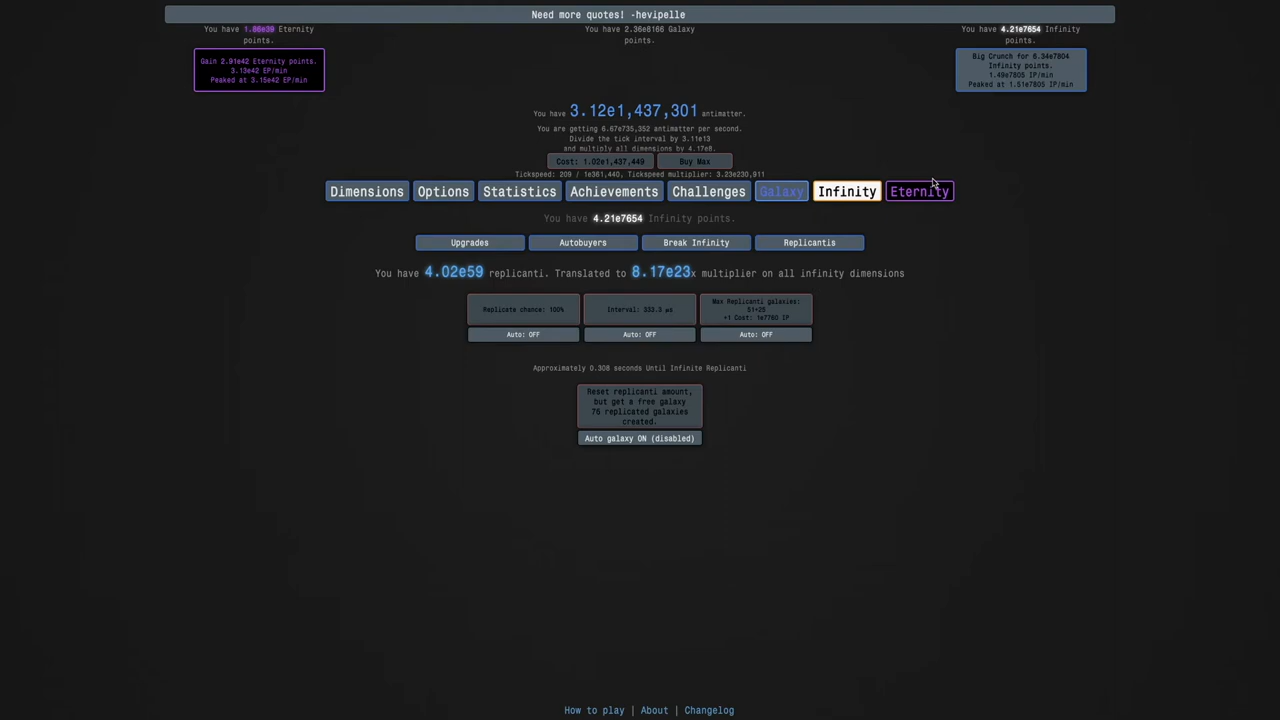 Need more quotes! -hevipelle
You have 1.06e39 Eternity
points.
You have 2.36e8166 Galaxy
points.
You have 4.21e7654 Infinity
points.
Gain 2.91e42 Eternity points.
3.13e42 EP/min
Peaked at 3.15e42 EP/min
Big Crunch for 6.34e7804
Infinity points.
1.49e7805 IP/min
Peaked at 1.51e7805 IP/min
You have 3.12e1,437,301 antimatter.
You are getting 6.67e735,352 antimatter per second.
Divide the tick interval by 3.11e13
and multiply all dimensions by 4.17e8.
Cost: 1.02e1,437,449
Buy Max
Tickspeed: 209 / 1e361,440, Tickspeed multiplier: 3.23e230,911
Dimensions
Options
Statistics
Achievements
Challenges
Galaxy
Infinity
Eternity
You have 4.21e7654 Infinity points.
Upgrades
Autobuyers
Break Infinity
Replicantis
You have 4.02e59 replicanti. Translated to 8.17e23x multiplier on all infinity dimensions
Replicate chance: 100%
Interval: 333.3 µs
Max Replicanti galaxies:
51+25
+1 Cost: 1e7760 IP
Auto: OFF
Auto: OFF
Auto: OFF
Approximately 0.308 seconds Until Infinite Replicanti
Reset replicanti amount,
but get a free galaxy
76 replicated galaxies
created.
Auto galaxy ON (disabled)
How to play | About | Changelog